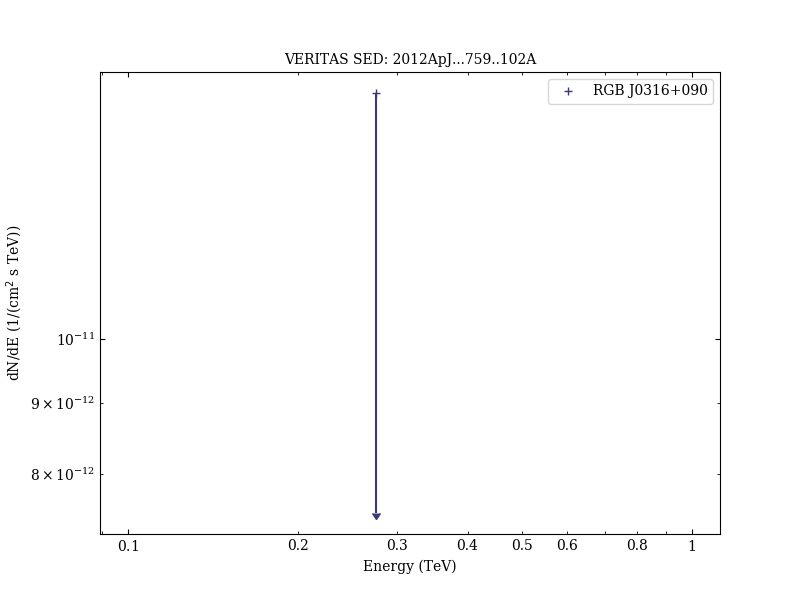 VERITAS SED: 2012ApJ...759..102A
RGB J0316+090
dN/dE (1/(cm² s TeV))
10⁻¹¹
9×10⁻¹²
8×10⁻¹²
0.1 0.2 0.3 0.4 0.5 0.6 0.8 1
Energy (TeV)